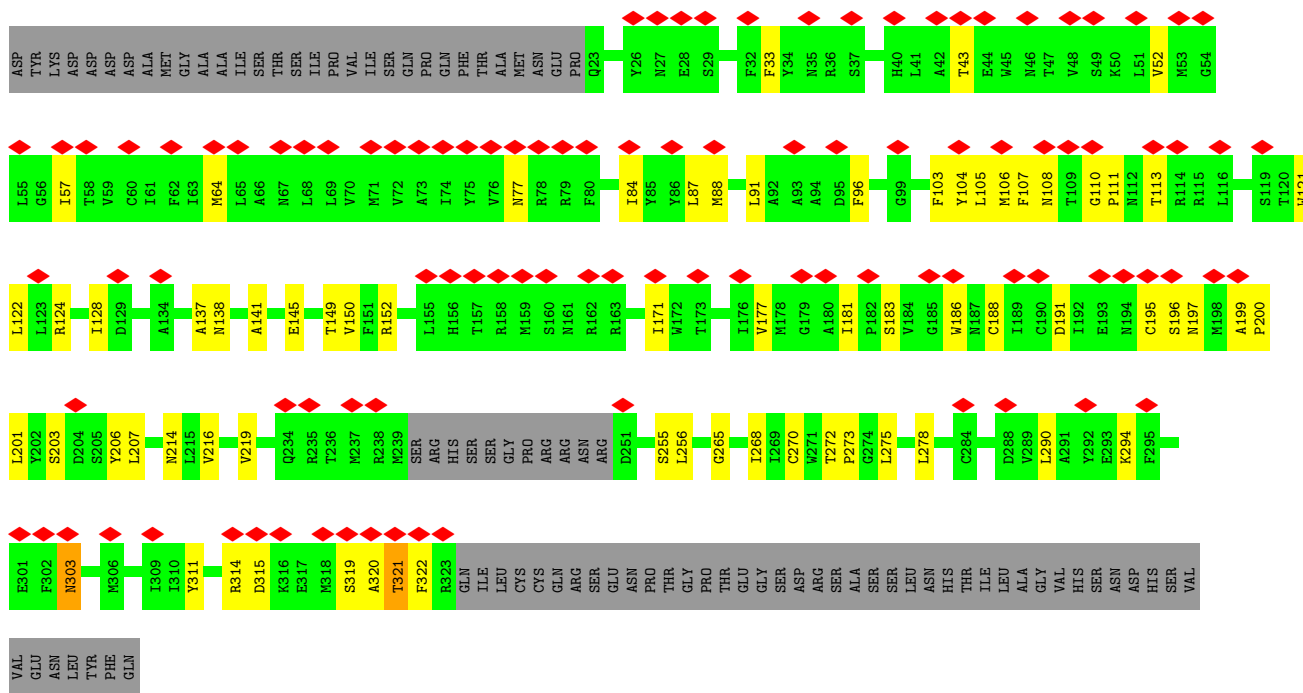 ASP TYR LYS ASP ASP ASP ASP ALA MET GLY ALA ALA ILE SER THR SER ILE PRO VAL ILE SER GLN PRO GLN PHE THR ALA MET ASN GLU PRO Q23 Y26 N27 E28 S29 F32 F33 Y34 N35 R36 S37 H40 L41 A42 T43 E44 W45 N46 T47 V48 S49 K50 L51 V52 M53 G54
L55 G56 I57 T58 V59 C60 I61 F62 I63 M64 L65 A66 N67 L68 L69 V70 M71 V72 A73 I74 Y75 V76 N77 R78 R79 F80 I84 Y85 Y86 L87 M88 L91 A92 A93 A94 D95 F96 G99 F103 Y104 L105 M106 F107 N108 T109 G110 P111 N112 T113 R114 R115 L116 S119 T120 W121
L122 L123 R124 I128 D129 A134 A137 N138 A141 E145 T149 V150 F151 R152 L155 H156 T157 R158 M159 S160 N161 R162 R163 I171 W172 T173 I176 V177 M178 G179 A180 I181 P182 S183 V184 G185 W186 N187 C188 I189 C190 D191 I192 E193 N194 C195 S196 N197 M198 A199 P200
L201 Y202 S203 D204 S205 Y206 L207 N214 L215 V216 V219 Q234 R235 T236 M237 R238 M239 SER ARG HIS SER SER GLY PRO ARG ARG ASN ARG D251 S255 L256 G265 I268 I269 C270 W271 T272 P273 G274 L275 L278 C284 D288 V289 L290 A291 Y292 E293 K294 F295
E301 F302 N303 M306 I309 I310 Y311 R314 D315 K316 E317 M318 S319 A320 T321 F322 R323 GLN ILE LEU CYS CYS GLN ARG SER GLU ASN PRO THR GLY PRO THR GLU GLY SER ASP ARG SER ALA SER SER LEU ASN HIS THR ILE LEU ALA GLY VAL HIS SER ASN ASP HIS SER VAL
VAL GLU ASN LEU TYR PHE GLN